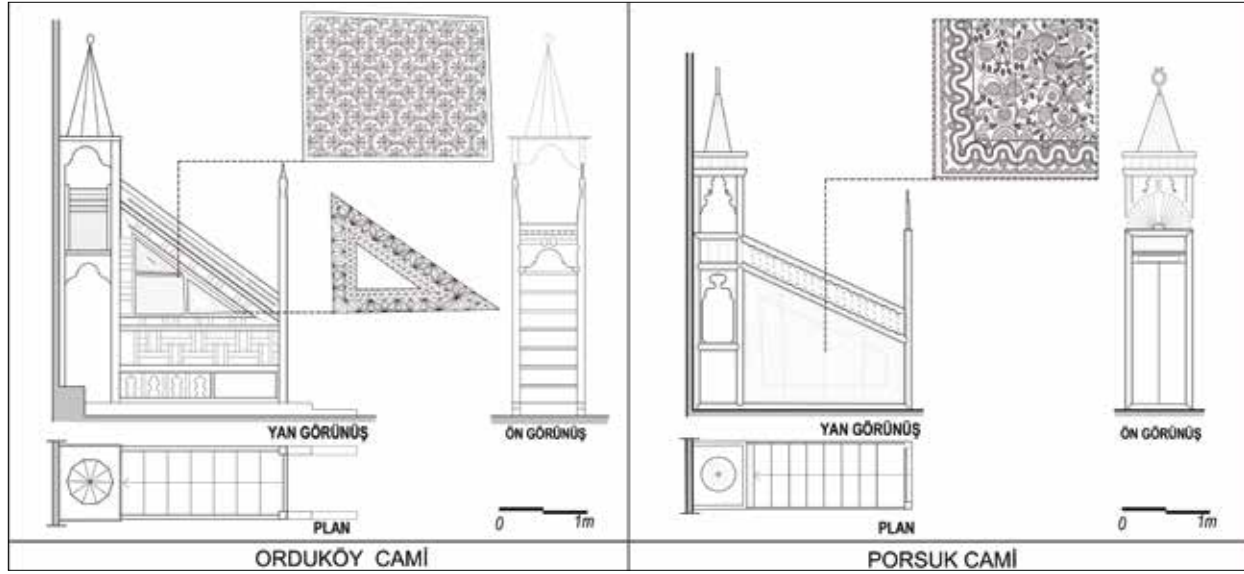 YAN GÖRÜNÜŞ
ÖN GÖRÜNÜŞ
PLAN
0 1m
ORDUKÖY CAMİ
YAN GÖRÜNÜŞ
ÖN GÖRÜNÜŞ
PLAN
0 1m
PORSUK CAMİ